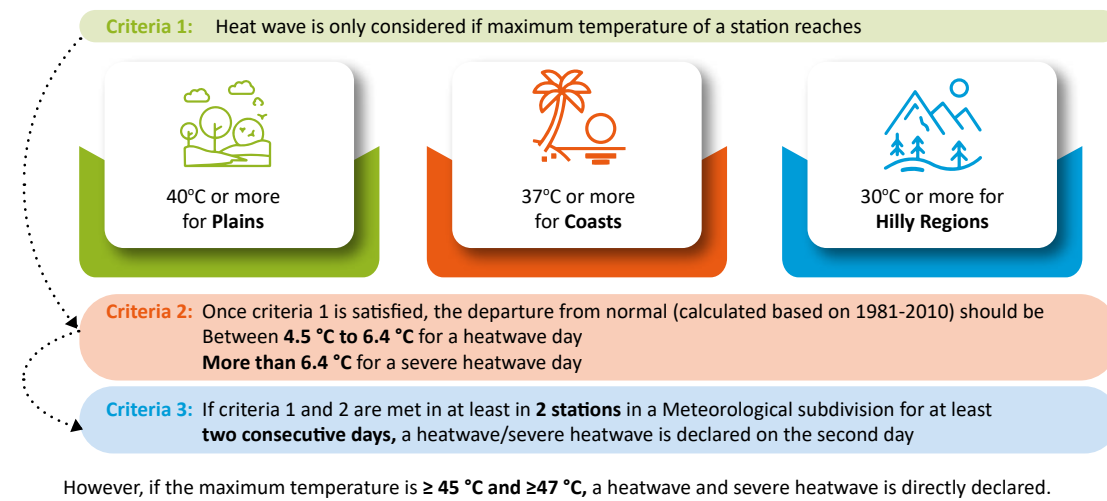 Criteria 1: Heat wave is only considered if maximum temperature of a station reaches
40°C or more
for Plains
37°C or more
for Coasts
30°C or more for
Hilly Regions
Criteria 2: Once criteria 1 is satisfied, the departure from normal (calculated based on 1981-2010) should be
Between 4.5 °C to 6.4 °C for a heatwave day
More than 6.4 °C for a severe heatwave day
Criteria 3: If criteria 1 and 2 are met in at least in 2 stations in a Meteorological subdivision for at least
two consecutive days, a heatwave/severe heatwave is declared on the second day
However, if the maximum temperature is ≥ 45 °C and ≥47 °C, a heatwave and severe heatwave is directly declared.